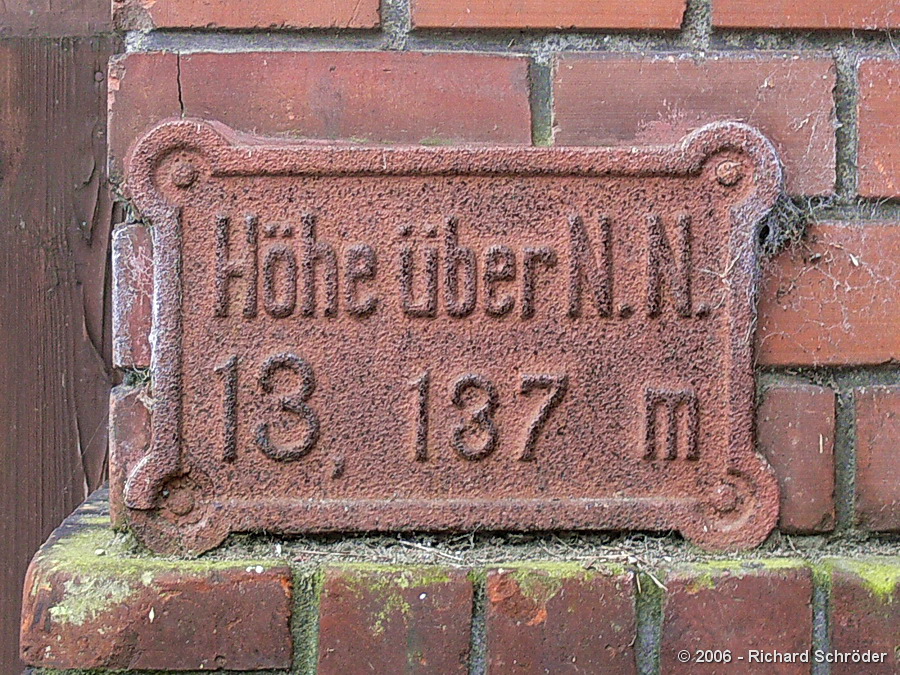 Höhe über N.N.
13, 137 m
© 2006 - Richard Schröder